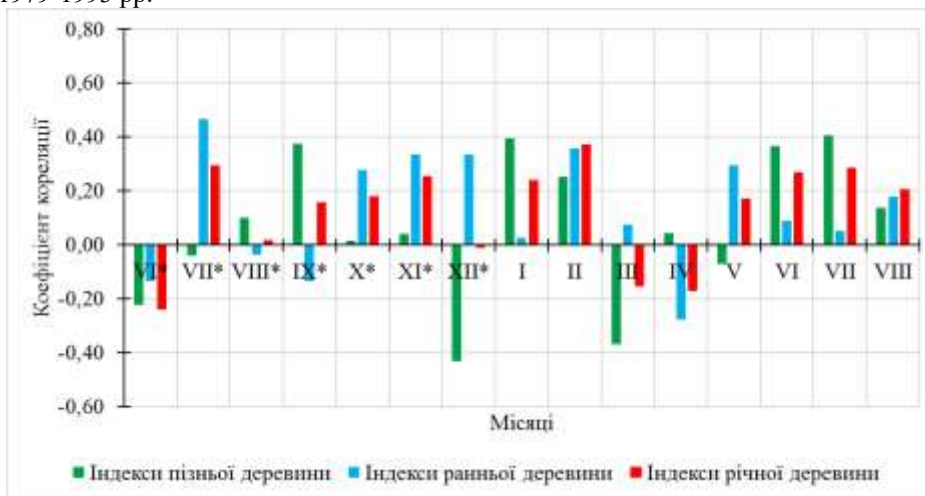 1979-1993 рр.
0,80
0,60
0,40
0,20
0,00
-0,20
-0,40
-0,60
Коефіцієнт кореляції
VI* VII* VIII* IX* X* XI* XII* I II III IV V VI VII VIII
Місяці
Індекси пізньої деревини Індекси ранньої деревини Індекси річної деревини